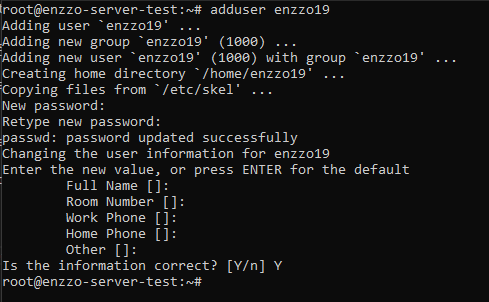 root@enzzo-server-test:~# adduser enzzo19
Adding user `enzzo19' ...
Adding new group `enzzo19' (1000) ...
Adding new user `enzzo19' (1000) with group `enzzo19' ...
Creating home directory `/home/enzzo19' ...
Copying files from `/etc/skel' ...
New password:
Retype new password:
passwd: password updated successfully
Changing the user information for enzzo19
Enter the new value, or press ENTER for the default
        Full Name []:
        Room Number []:
        Work Phone []:
        Home Phone []:
        Other []:
Is the information correct? [Y/n] Y
root@enzzo-server-test:~#